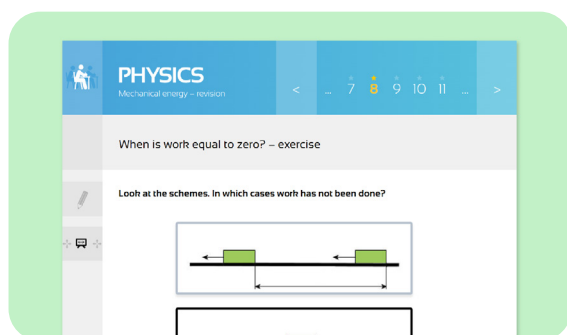 PHYSICS
Mechanical energy – revision
< ... 7 8 9 10 11 ... >
When is work equal to zero? – exercise
Look at the schemes. In which cases work has not been done?